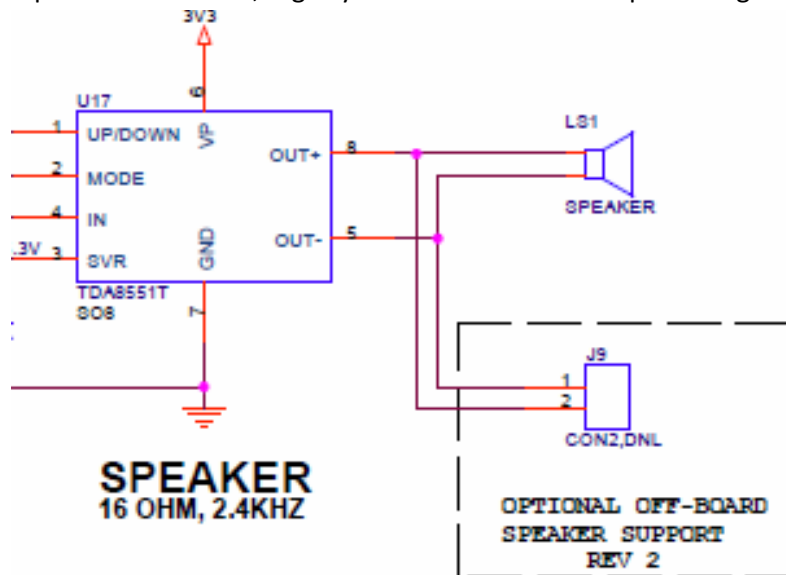 3V3
6
U17
1 UP/DOWN VP
OUT+ 8
2 MODE
4 IN
OUT- 5
.3V 3 SVR GND
TDA8551T
SO8
7
LS1
SPEAKER
J9
1
2
CON2,DNL
SPEAKER
16 OHM, 2.4KHZ
OPTIONAL OFF-BOARD
SPEAKER SUPPORT
REV 2